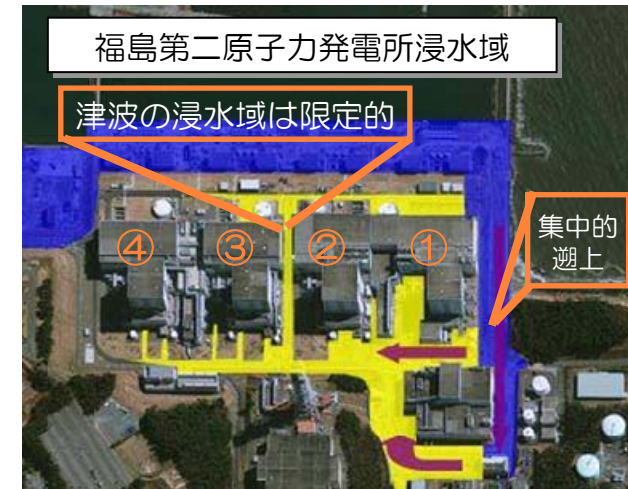 福島第二原子力発電所浸水域
津波の浸水域は限定的
集中的
遡上
④
③
②
①